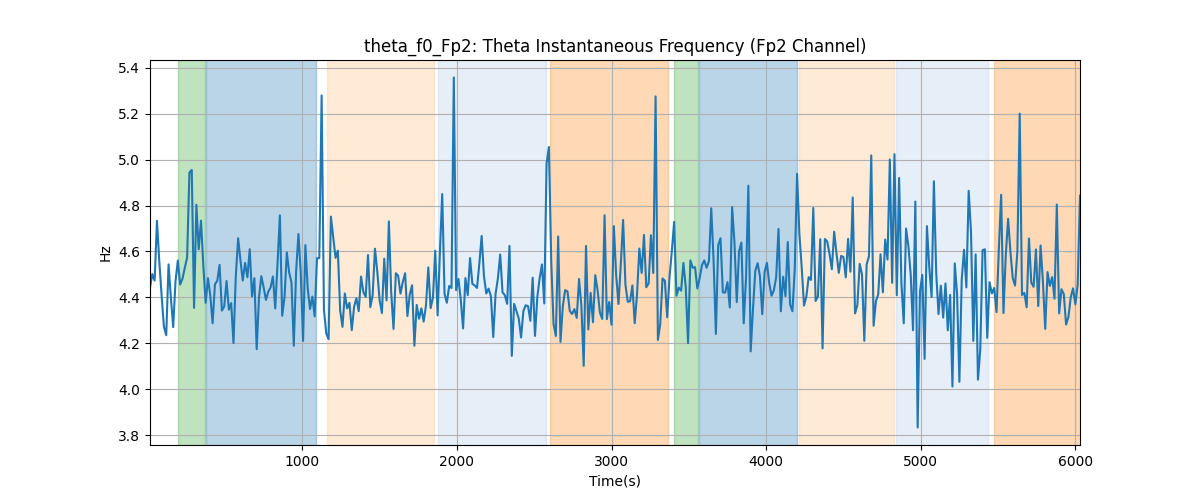 theta_f0_Fp2: Theta Instantaneous Frequency (Fp2 Channel)
5.4
5.2
5.0
4.8
4.6
4.4
4.2
4.0
3.8
Hz
1000 2000 3000 4000 5000 6000
Time(s)